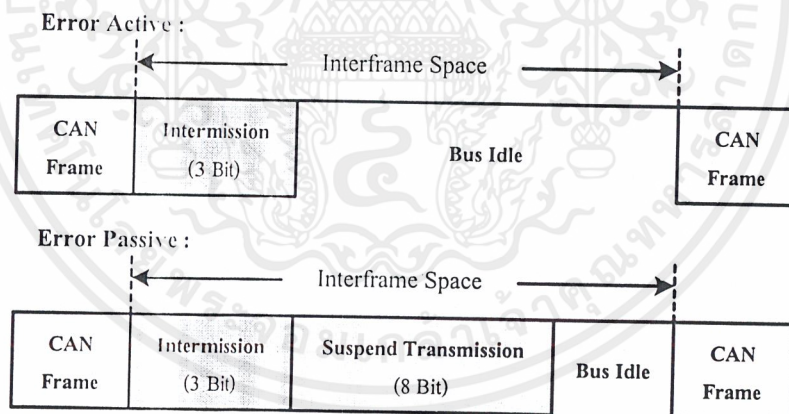 Error Active :
Interframe Space
CAN Frame
Intermission (3 Bit)
Bus Idle
CAN Frame
Error Passive :
Interframe Space
CAN Frame
Intermission (3 Bit)
Suspend Transmission (8 Bit)
Bus Idle
CAN Frame